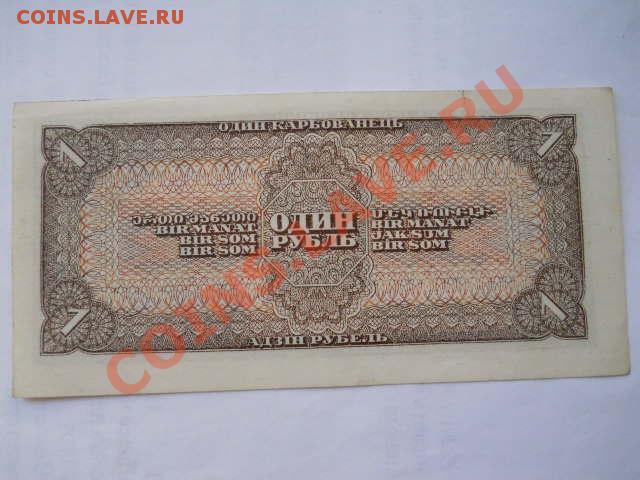 COINS.LAVE.RU
ОДИН КАРБОВАНЕЦЬ
1 1
ОДИН
РУБЛЬ
BIR MANAT
BIR SOM
BIR SOM
BIR MANAT
JAK SUM
BIR SOM
1 1
АДЗІН РУБЕЛЬ
COINS.LAVE.RU